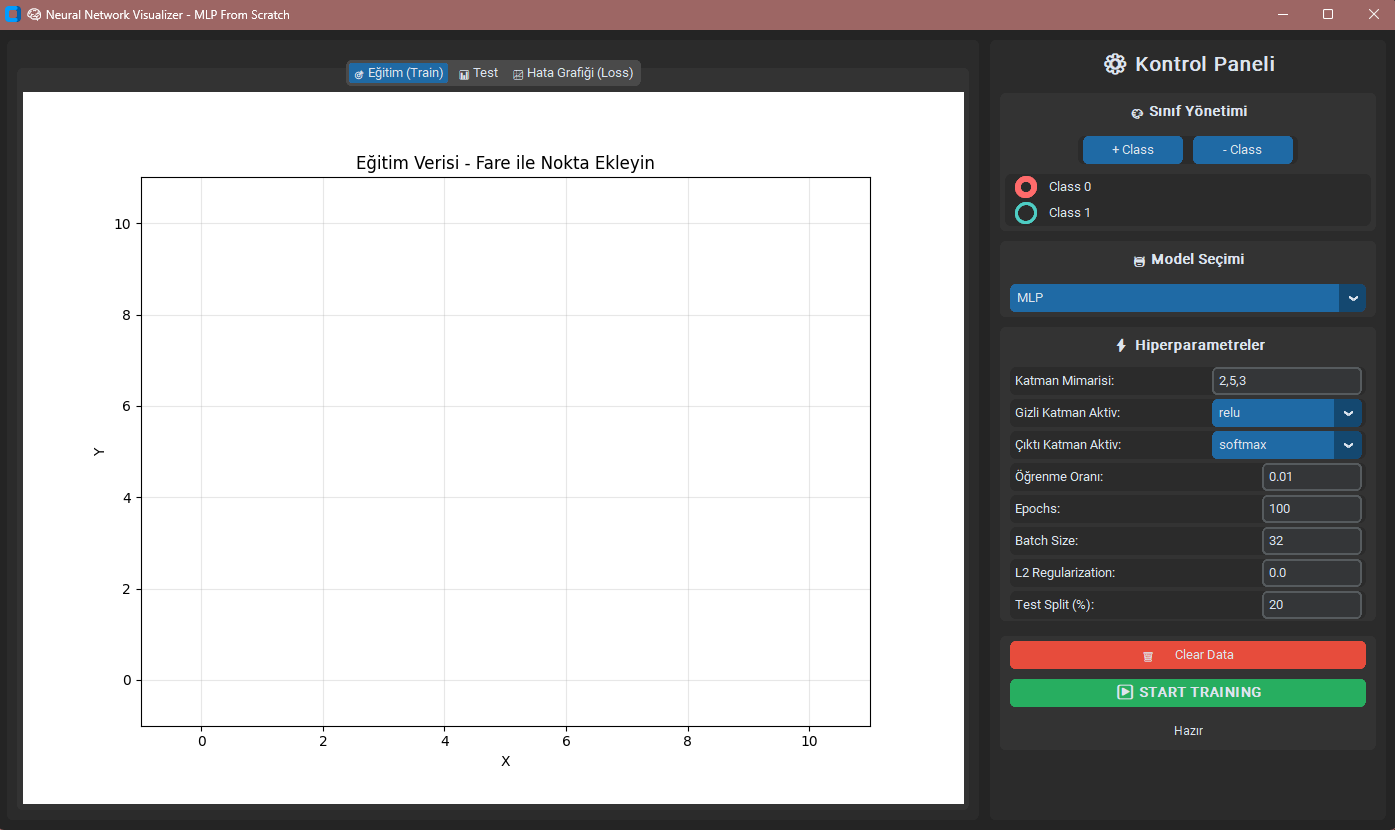 Neural Network Visualizer - MLP From Scratch
Eğitim (Train) Test Hata Grafiği (Loss)
Eğitim Verisi - Fare ile Nokta Ekleyin
10
8
6
4
2
0
Y
0 2 4 6 8 10
X
Kontrol Paneli
Sınıf Yönetimi
+ Class - Class
Class 0
Class 1
Model Seçimi
MLP
Hiperparametreler
Katman Mimarisi: 2,5,3
Gizli Katman Aktiv: relu
Çıktı Katman Aktiv: softmax
Öğrenme Oranı: 0.01
Epochs: 100
Batch Size: 32
L2 Regularization: 0.0
Test Split (%): 20
Clear Data
START TRAINING
Hazır